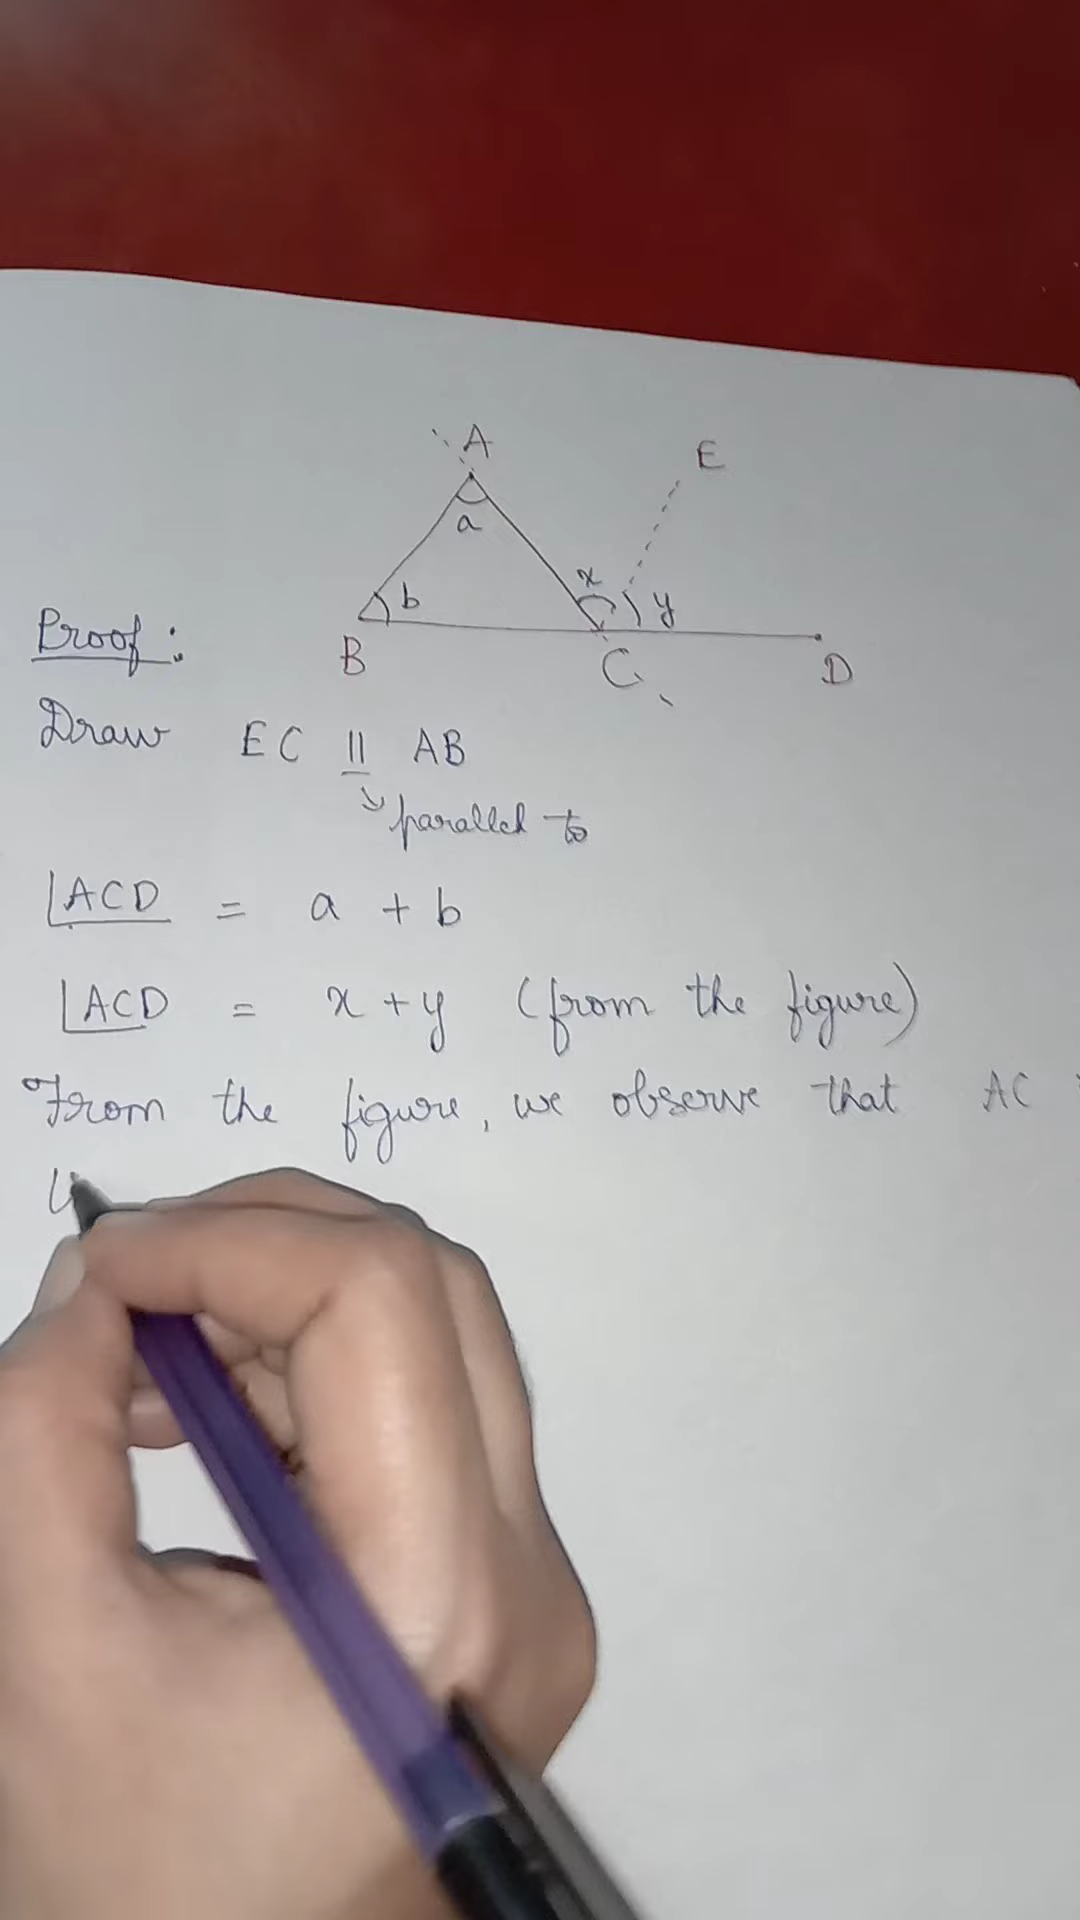 A
E
a
x
b
y
B
C
D
Proof:
Draw EC || AB
parallel to
∠ACD = a + b
∠ACD = x + y (from the figure)
From the figure, we observe that AC